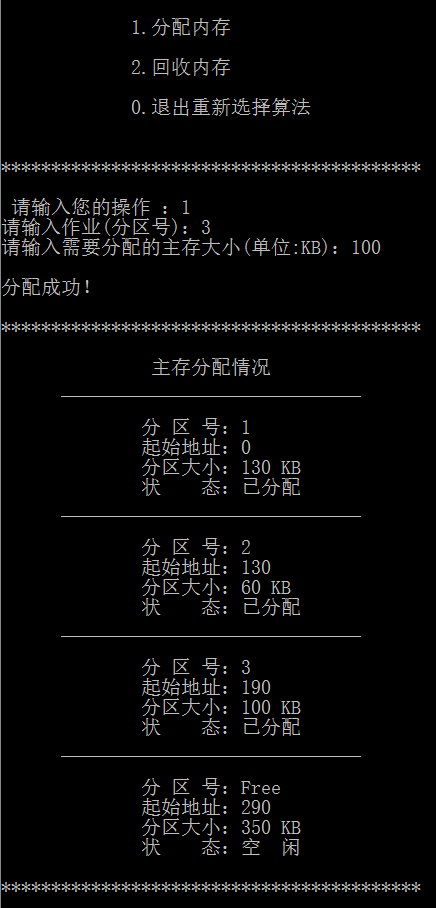 1.分配内存
2.回收内存
0.退出重新选择算法
******************************************
请输入您的操作 ：1
请输入作业(分区号)：3
请输入需要分配的主存大小(单位:KB)：100
分配成功！
******************************************
主存分配情况
______________________________
分 区 号：1
起始地址：0
分区大小：130 KB
状　　态：已分配
______________________________
分 区 号：2
起始地址：130
分区大小：60 KB
状　　态：已分配
______________________________
分 区 号：3
起始地址：190
分区大小：100 KB
状　　态：已分配
______________________________
分 区 号：Free
起始地址：290
分区大小：350 KB
状　　态：空　闲
******************************************